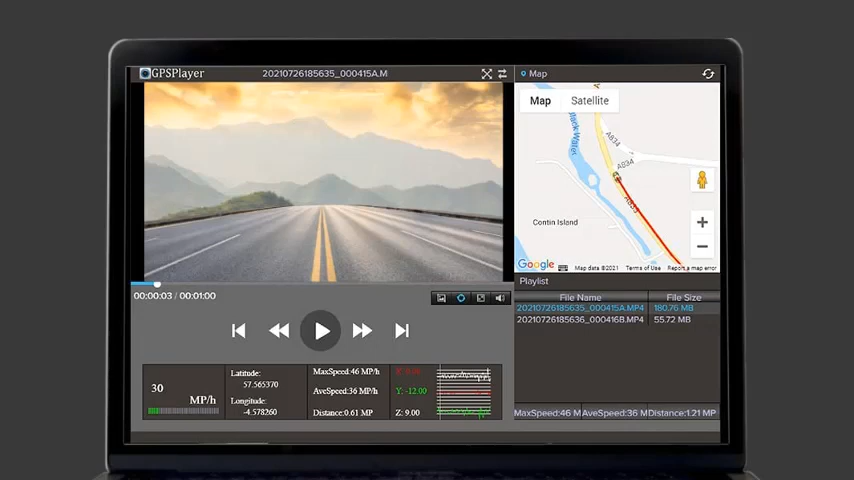 GPSPlayer
20210726185635_000415A.M
Map
Map Satellite
A834
A834
A835
Contin Island
Google
Map data ©2021 Terms of Use Report a map error
Playlist
File Name File Size
20210726185635_000415A.MP4 180.76 MB
20210726185636_000416B.MP4 55.72 MB
00:00:03 / 00:01:00
30
MP/h
Latitude:
57.565370
Longitude:
-4.578260
MaxSpeed:46 MP/h
AveSpeed:36 MP/h
Distance:0.61 MP
Y: -12.00
Z: 9.00
MaxSpeed:46 M AveSpeed:36 M Distance:1.21 MP